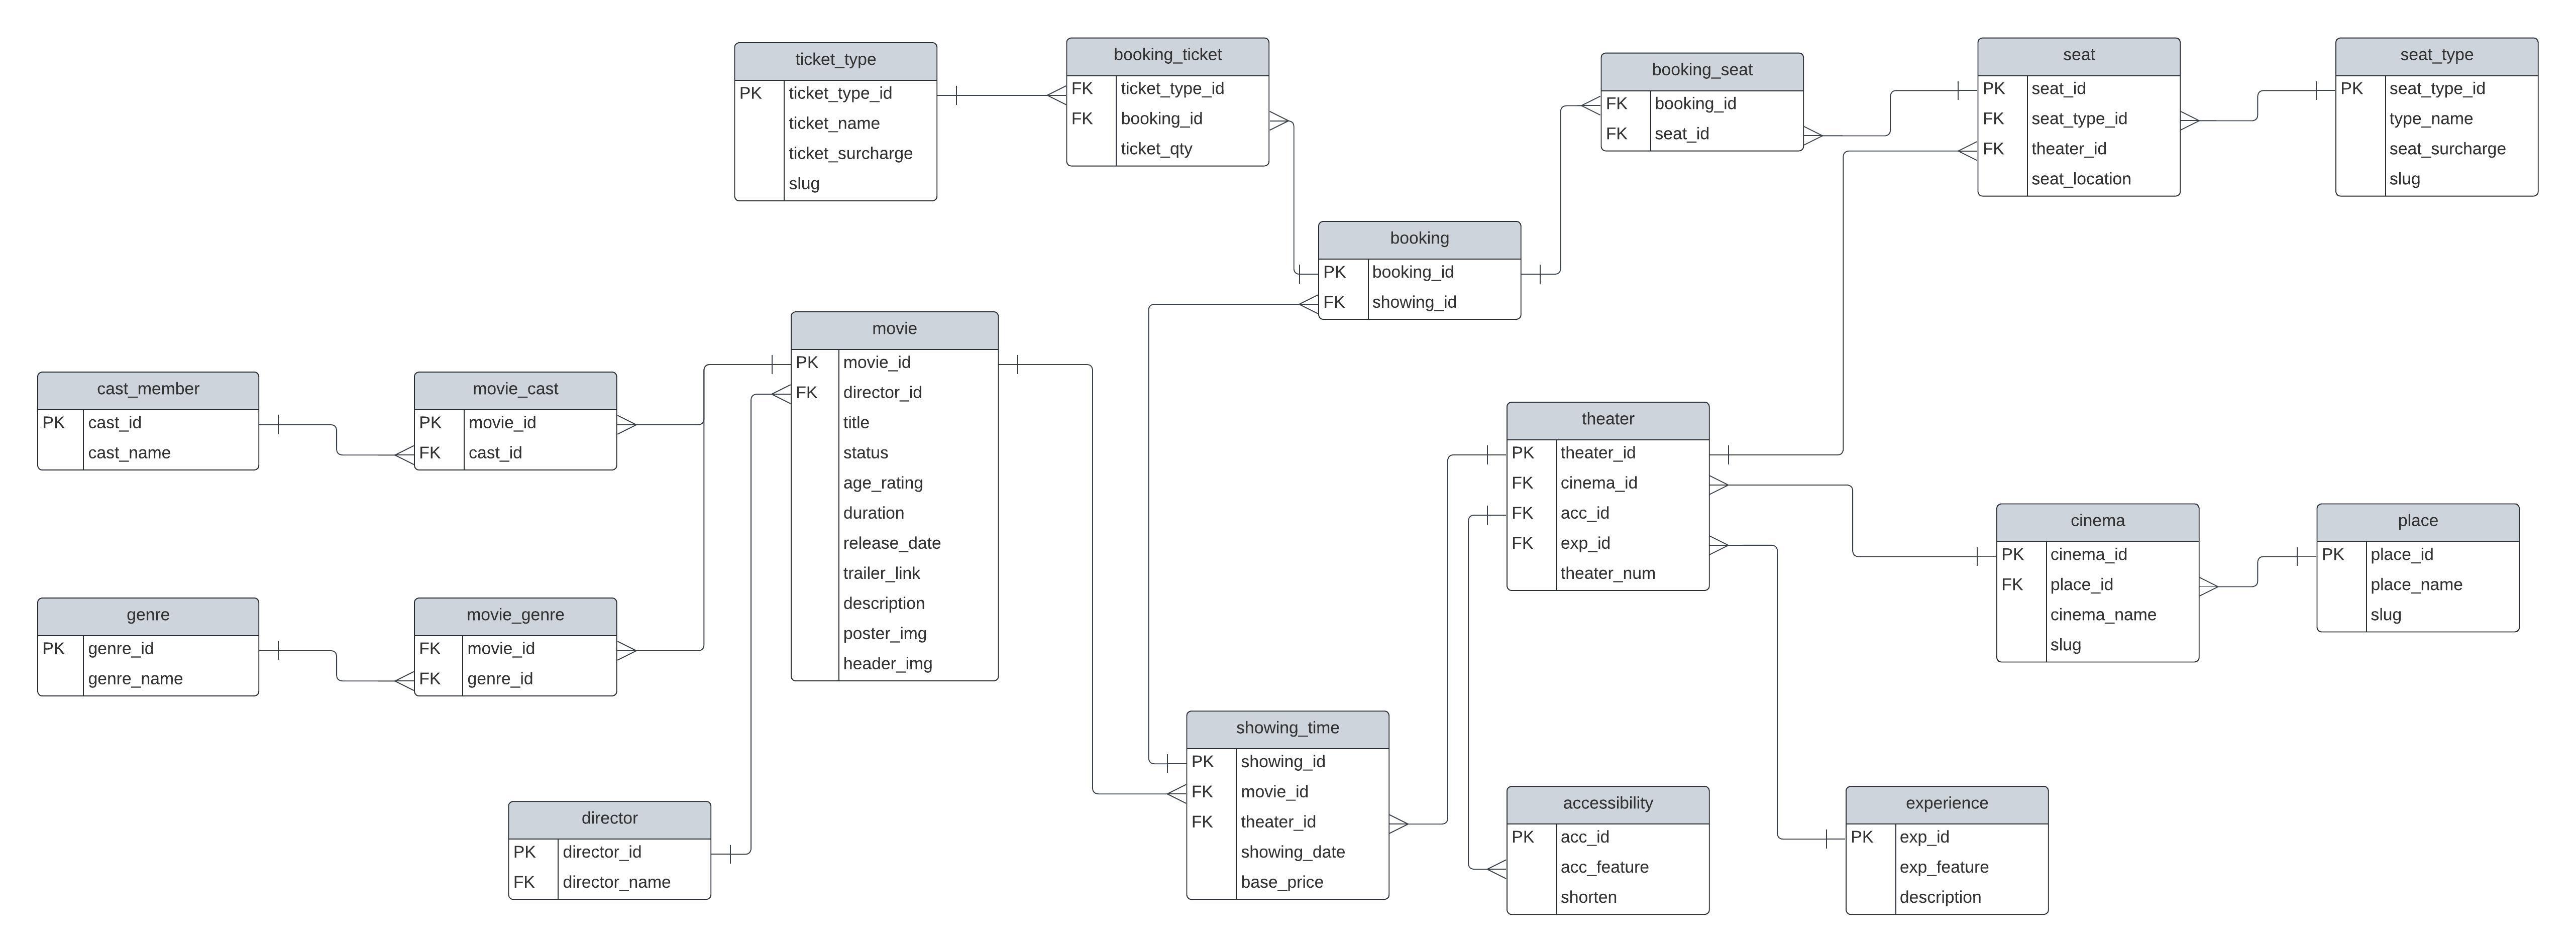 ticket_type
PK ticket_type_id
ticket_name
ticket_surcharge
slug
booking_ticket
FK ticket_type_id
FK booking_id
ticket_qty
booking_seat
FK booking_id
FK seat_id
seat
PK seat_id
FK seat_type_id
FK theater_id
seat_location
seat_type
PK seat_type_id
type_name
seat_surcharge
slug
booking
PK booking_id
FK showing_id
movie
PK movie_id
FK director_id
title
status
age_rating
duration
release_date
trailer_link
description
poster_img
header_img
cast_member
PK cast_id
cast_name
movie_cast
PK movie_id
FK cast_id
theater
PK theater_id
FK cinema_id
FK acc_id
FK exp_id
theater_num
cinema
PK cinema_id
FK place_id
cinema_name
slug
place
PK place_id
place_name
slug
genre
PK genre_id
genre_name
movie_genre
FK movie_id
FK genre_id
showing_time
PK showing_id
FK movie_id
FK theater_id
showing_date
base_price
director
PK director_id
FK director_name
accessibility
PK acc_id
acc_feature
shorten
experience
PK exp_id
exp_feature
description